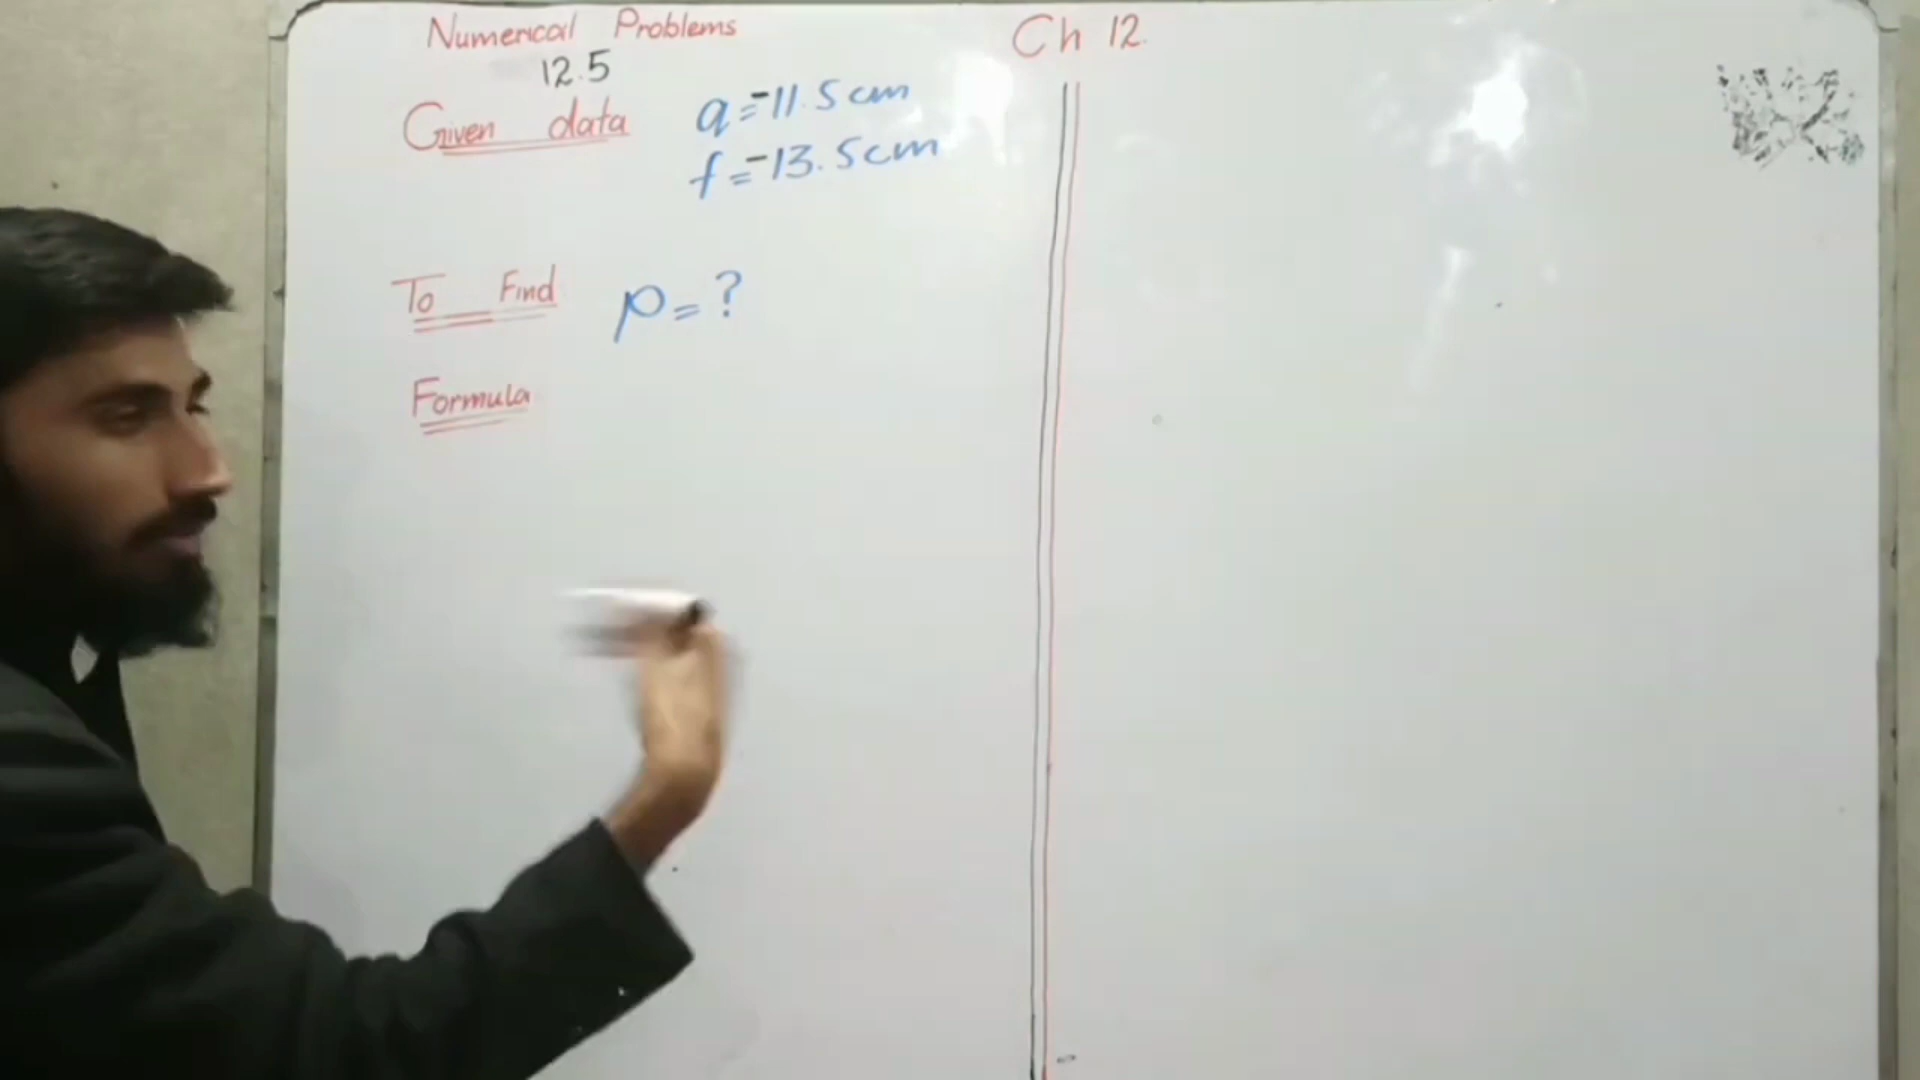 Numerical Problems
12.5
Ch 12
Given data
q = -11.5 cm
f = -13.5 cm
To Find
p = ?
Formula